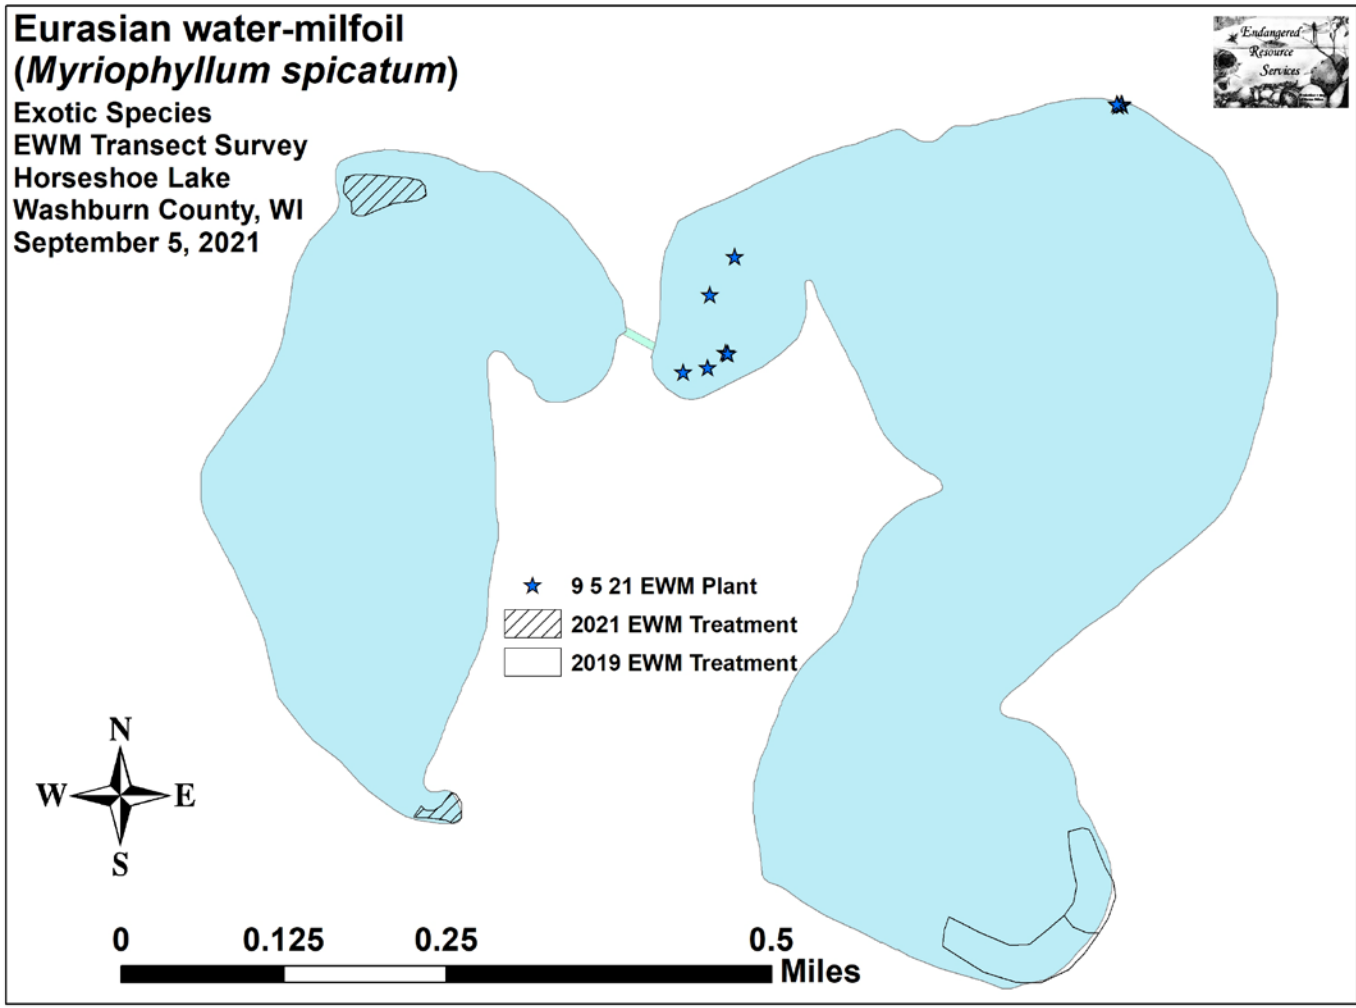 Eurasian water-milfoil
(Myriophyllum spicatum)
Exotic Species
EWM Transect Survey
Horseshoe Lake
Washburn County, WI
September 5, 2021
Endangered
Resource
Services
9 5 21 EWM Plant
2021 EWM Treatment
2019 EWM Treatment
N
W E
S
0 0.125 0.25 0.5
Miles